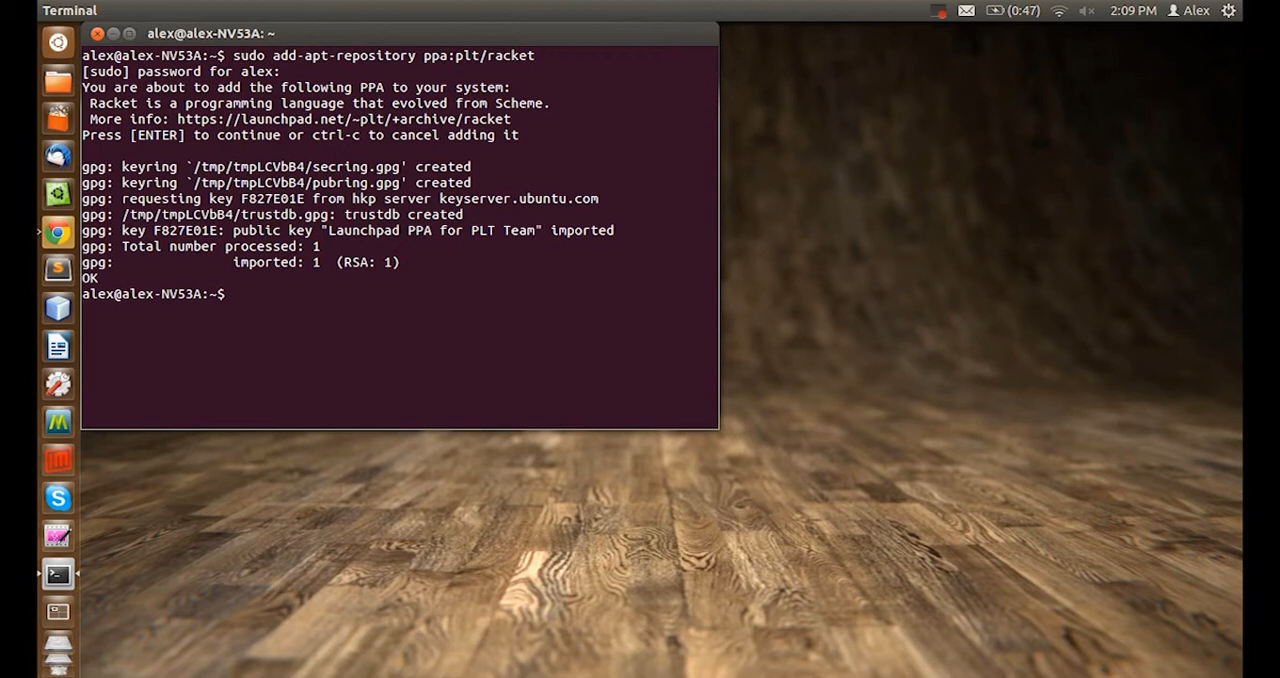 Terminal
(0:47)
2:09 PM
Alex
alex@alex-NV53A: ~
alex@alex-NV53A:~$ sudo add-apt-repository ppa:plt/racket
[sudo] password for alex:
You are about to add the following PPA to your system:
Racket is a programming language that evolved from Scheme.
More info: https://launchpad.net/~plt/+archive/racket
Press [ENTER] to continue or ctrl-c to cancel adding it
gpg: keyring `/tmp/tmpLCVbB4/secring.gpg' created
gpg: keyring `/tmp/tmpLCVbB4/pubring.gpg' created
gpg: requesting key F827E01E from hkp server keyserver.ubuntu.com
gpg: /tmp/tmpLCVbB4/trustdb.gpg: trustdb created
gpg: key F827E01E: public key "Launchpad PPA for PLT Team" imported
gpg: Total number processed: 1
gpg:               imported: 1  (RSA: 1)
OK
alex@alex-NV53A:~$